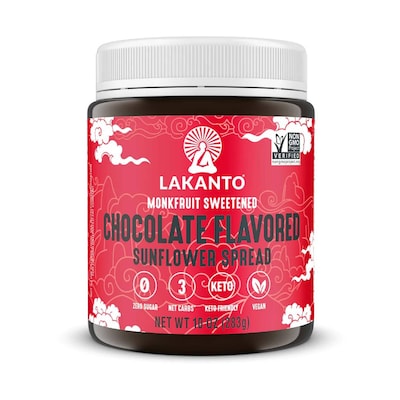 LAKANTO
MONKFRUIT SWEETENED
CHOCOLATE FLAVORED
SUNFLOWER SPREAD
NON
GMO
VERIFIED
0
ZERO SUGAR
3
NET CARBS
KETO
KETO-FRIENDLY
VEGAN
NET WT 10 OZ (283g)